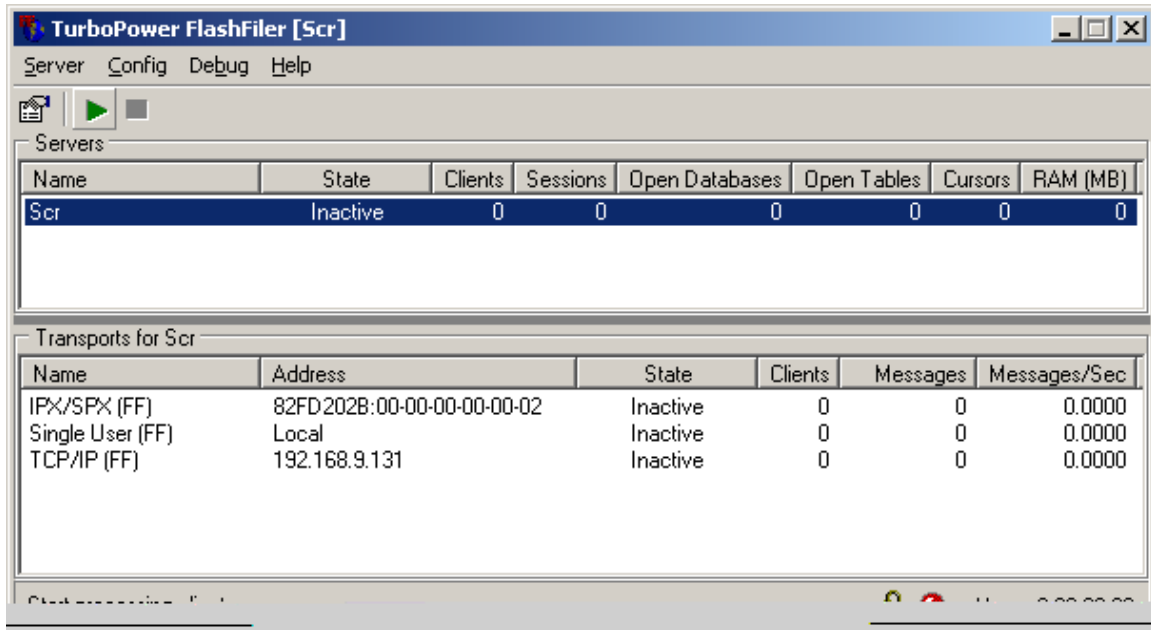 TurboPower FlashFiler [Scr]
Server Config Debug Help
Servers
Name State Clients Sessions Open Databases Open Tables Cursors RAM (MB)
Scr Inactive 0 0 0 0 0 0
Transports for Scr
Name Address State Clients Messages Messages/Sec
IPX/SPX (FF) 82FD202B:00-00-00-00-00-02 Inactive 0 0 0.0000
Single User (FF) Local Inactive 0 0 0.0000
TCP/IP (FF) 192.168.9.131 Inactive 0 0 0.0000